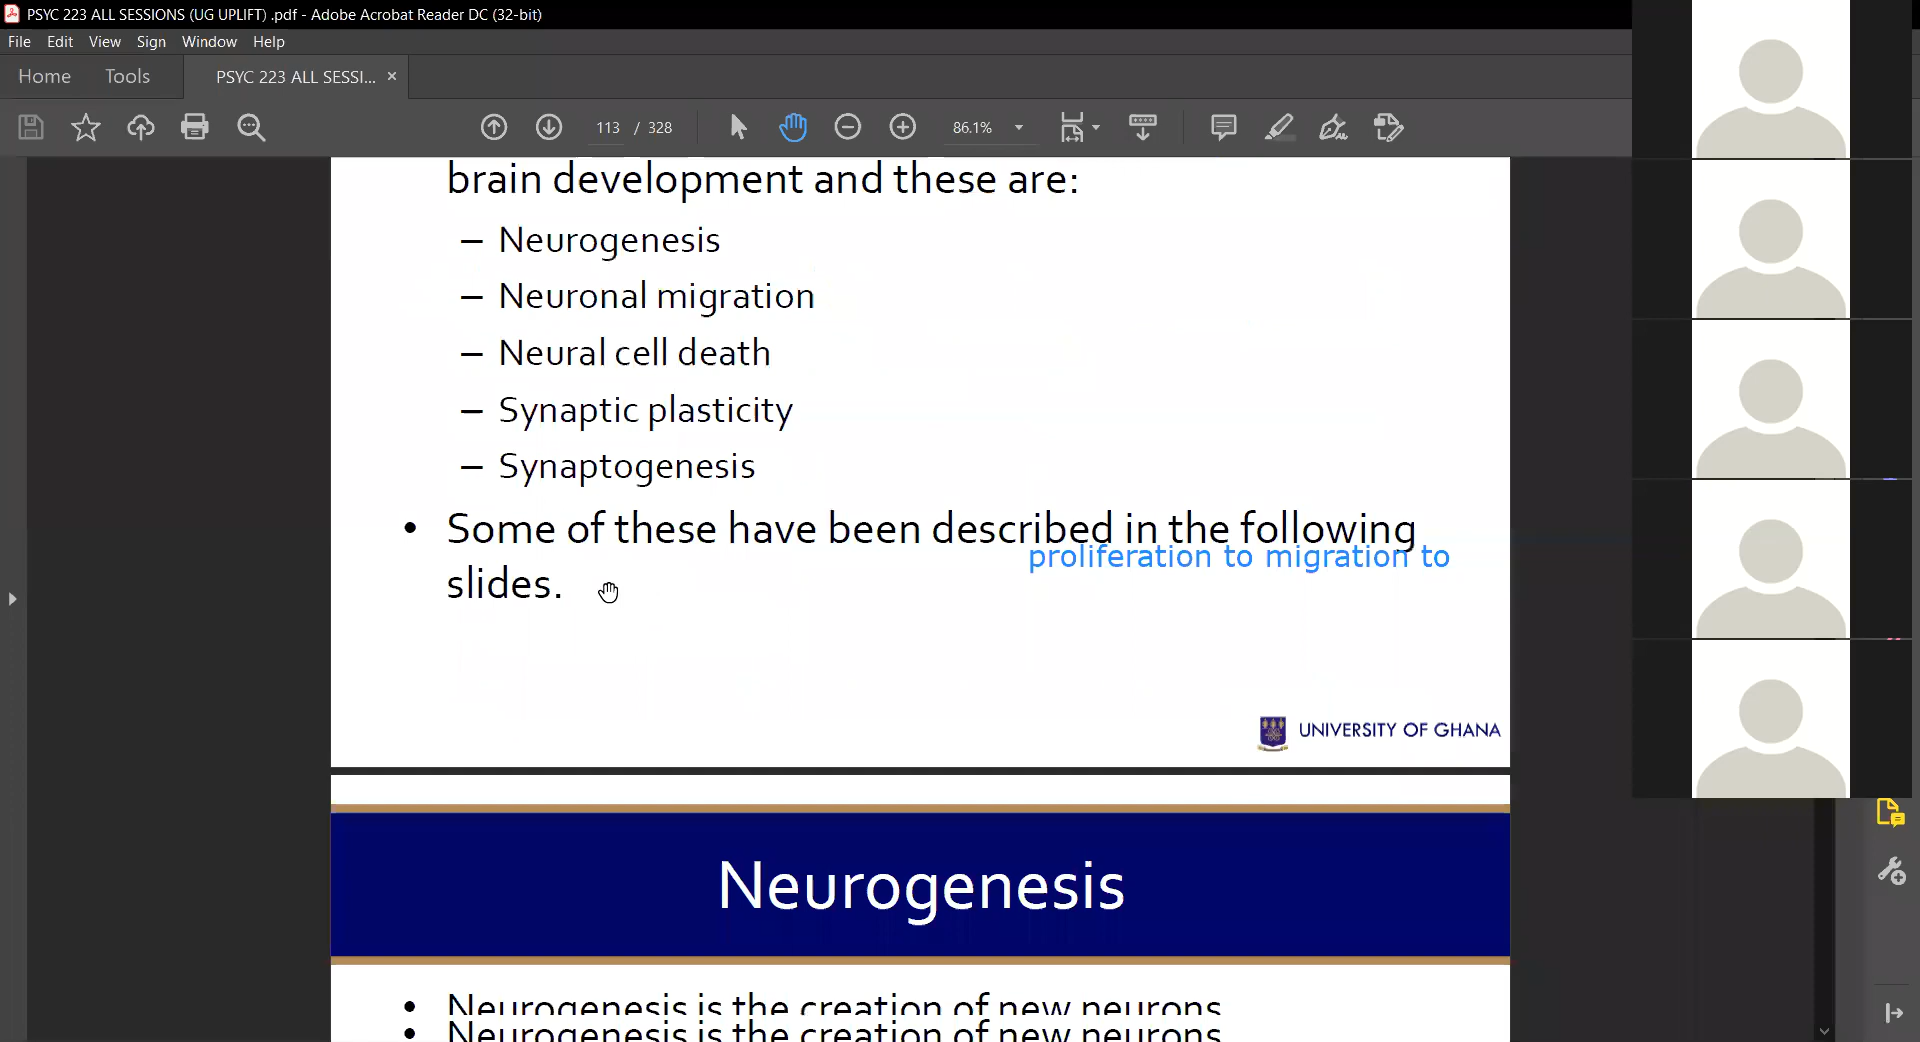 PSYC 223 ALL SESSIONS (UG UPLIFT) .pdf - Adobe Acrobat Reader DC (32-bit)
File Edit View Sign Window Help
Home Tools PSYC 223 ALL SESSI... ×
113 / 328 86.1%
brain development and these are:
– Neurogenesis
– Neuronal migration
– Neural cell death
– Synaptic plasticity
– Synaptogenesis
• Some of these have been described in the following
proliferation to migration to
slides.
UNIVERSITY OF GHANA
Neurogenesis
• Neurogenesis is the creation of new neurons
• Neurogenesis is the creation of new neurons